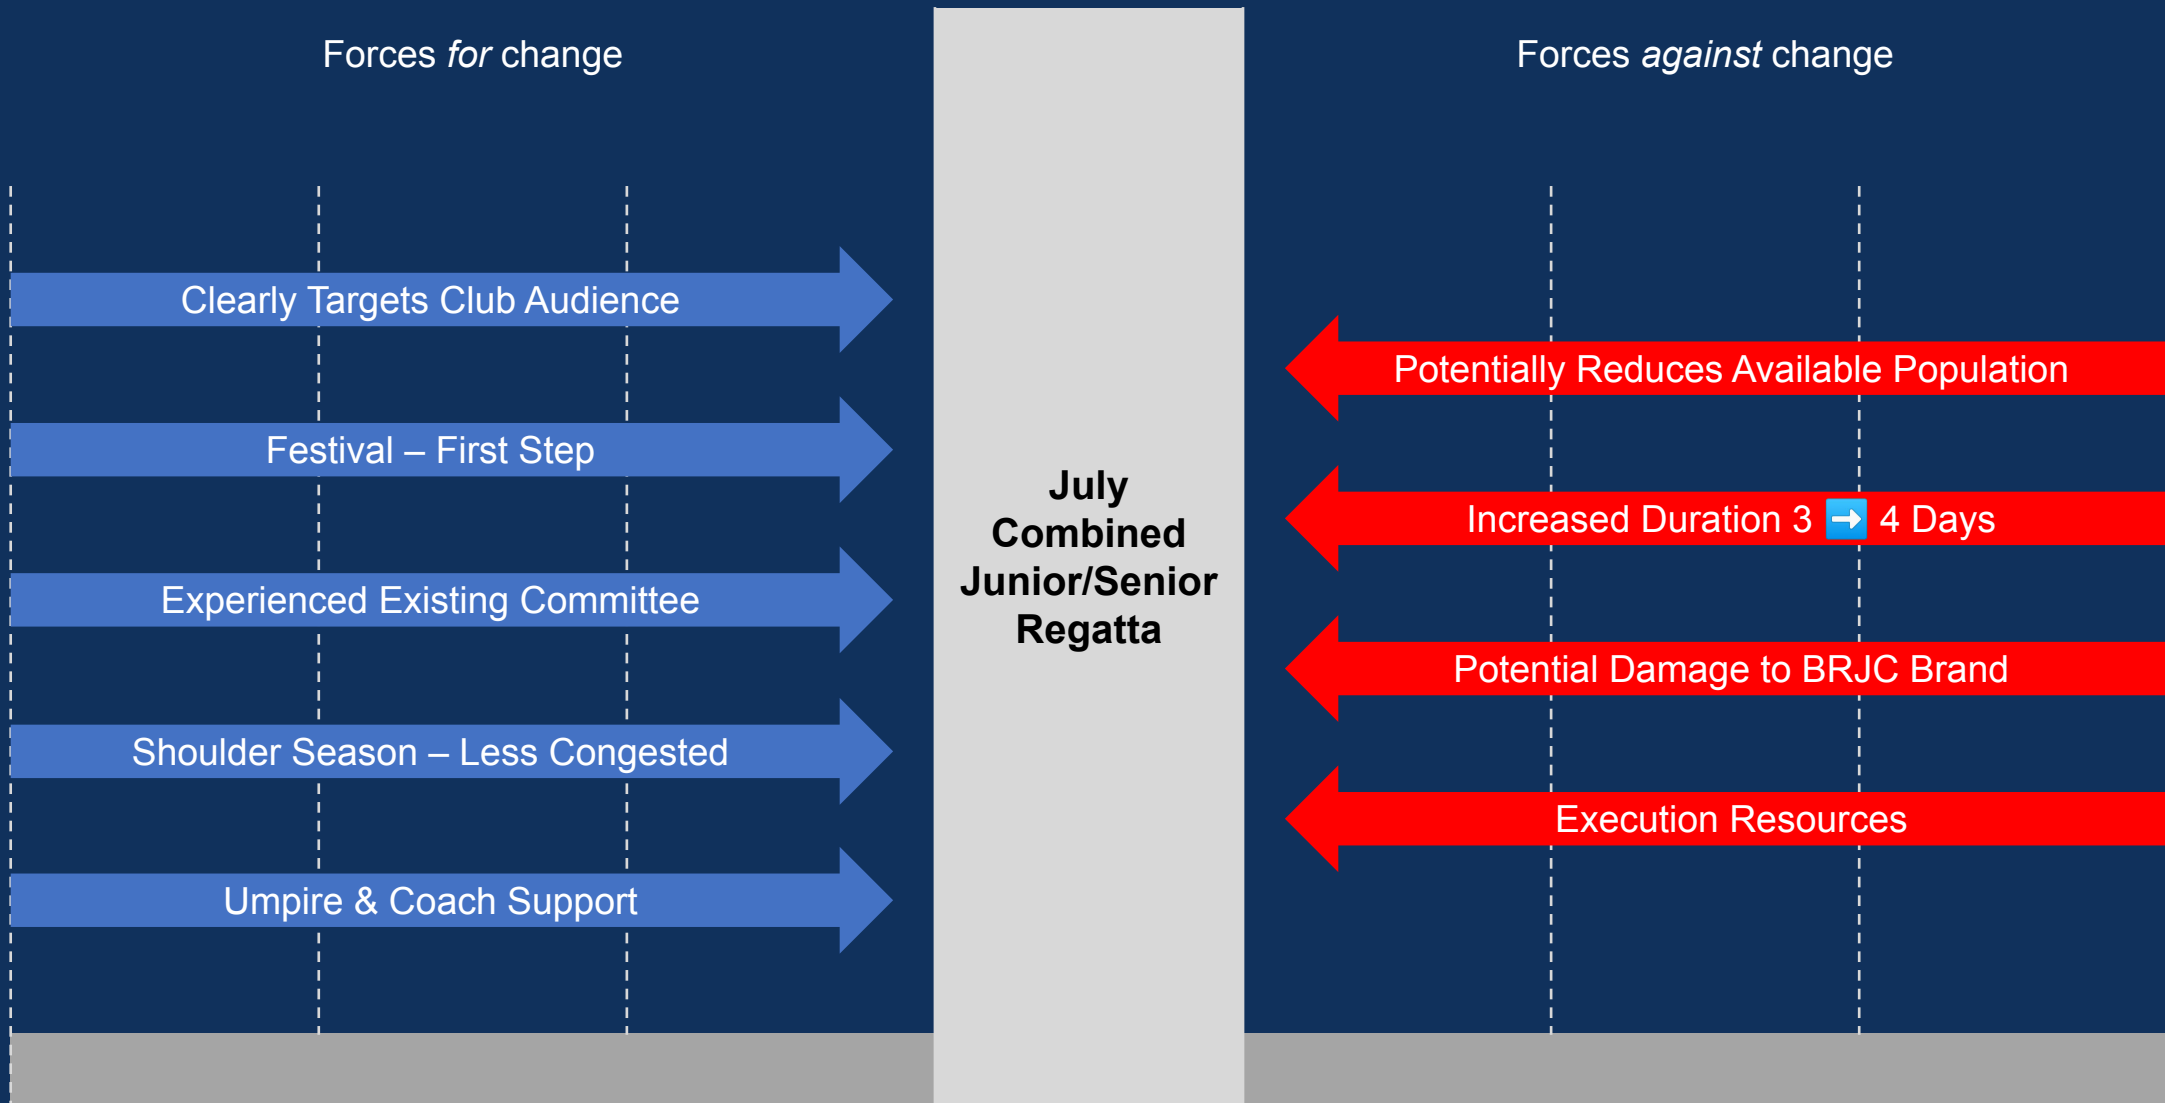 Forces for change
Clearly Targets Club Audience
Festival – First Step
Experienced Existing Committee
Shoulder Season – Less Congested
Umpire & Coach Support
July
Combined
Junior/Senior
Regatta
Forces against change
Potentially Reduces Available Population
Increased Duration 3 ➡️ 4 Days
Potential Damage to BRJC Brand
Execution Resources